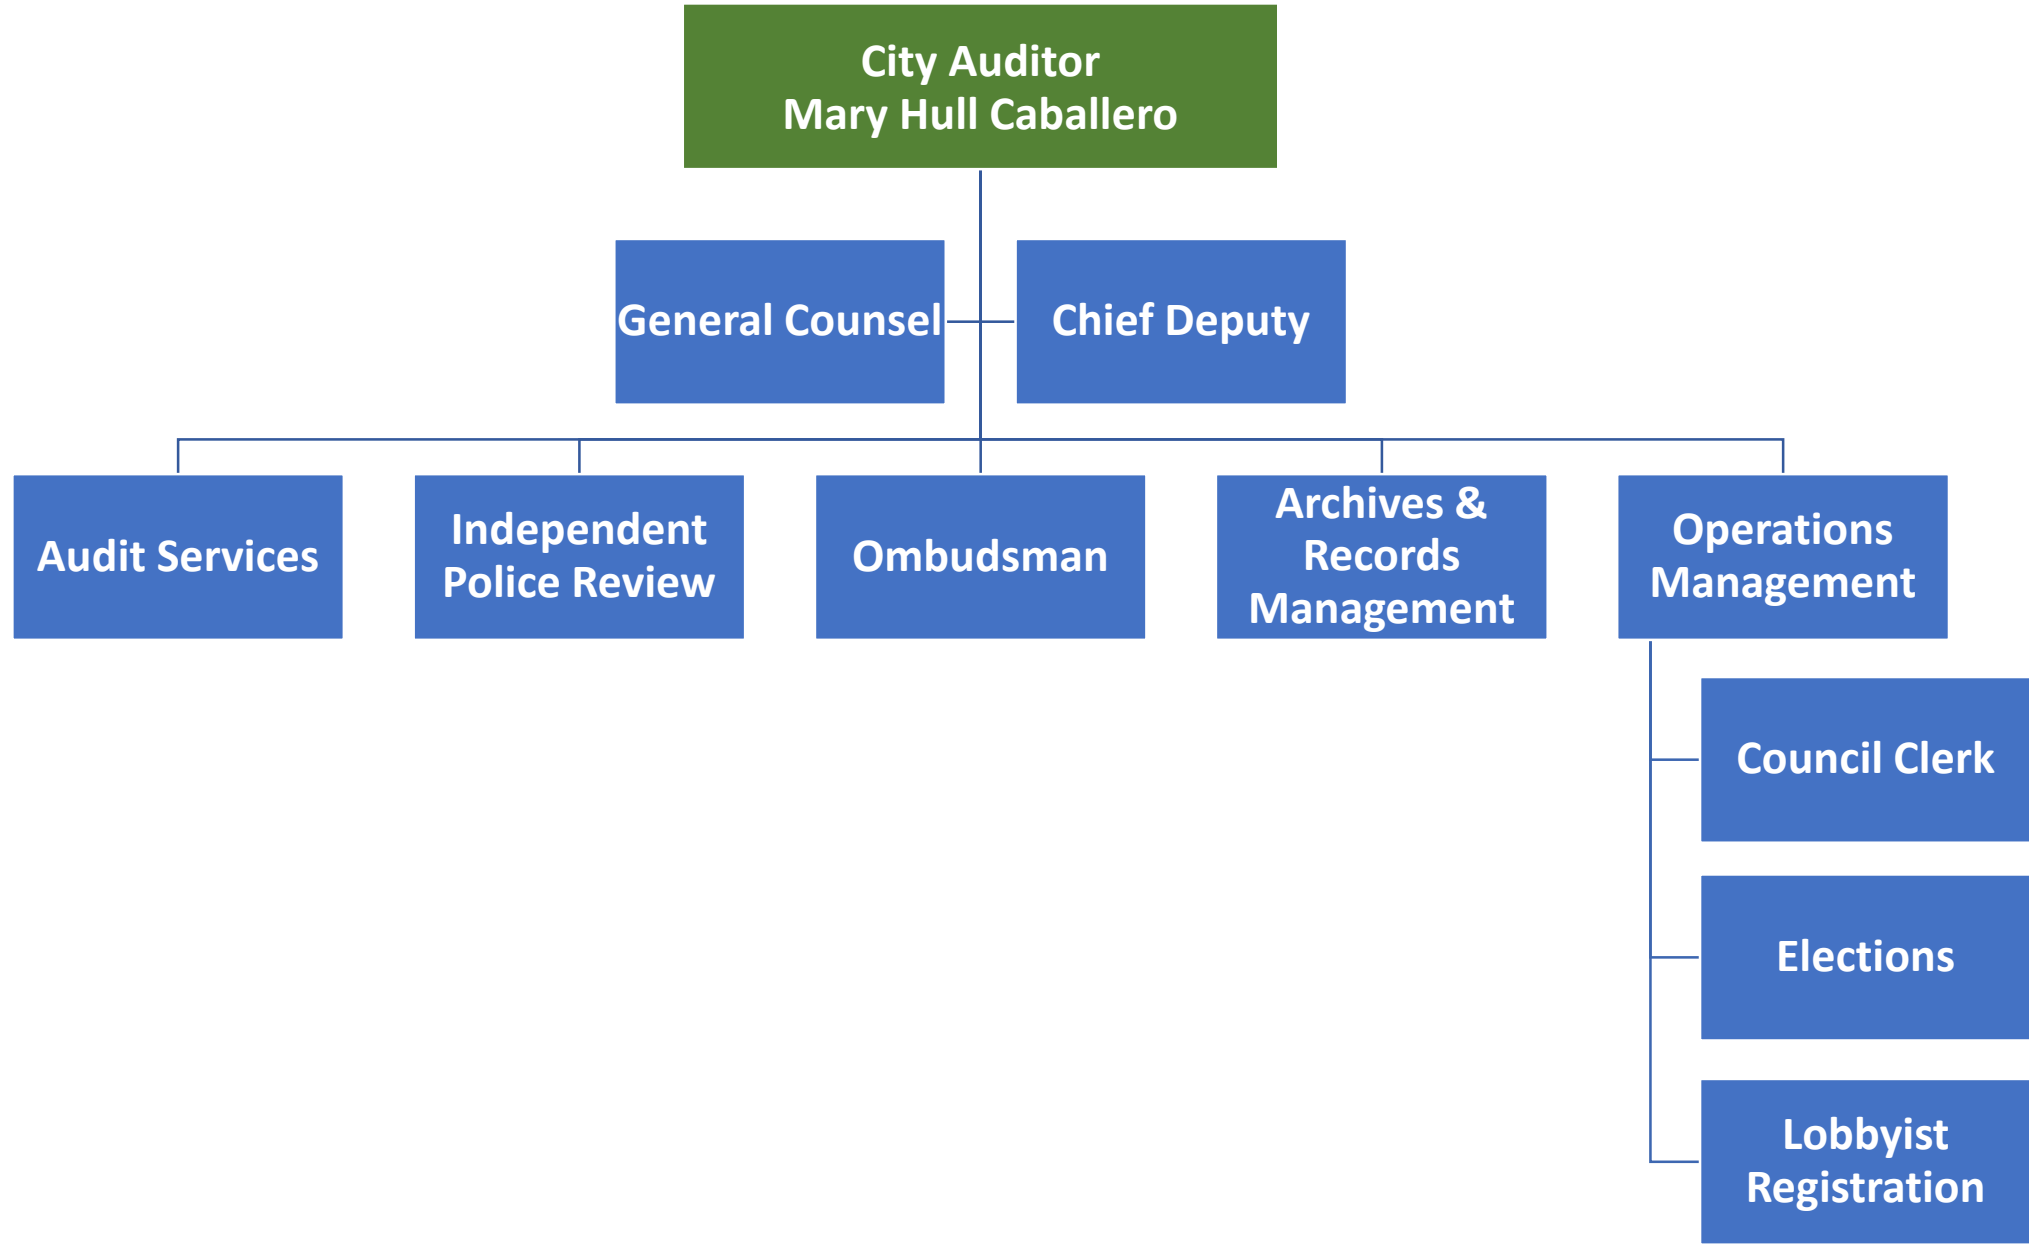 City Auditor
Mary Hull Caballero
General Counsel
Chief Deputy
Audit Services
Independent
Police Review
Ombudsman
Archives &
Records
Management
Operations
Management
Council Clerk
Elections
Lobbyist
Registration